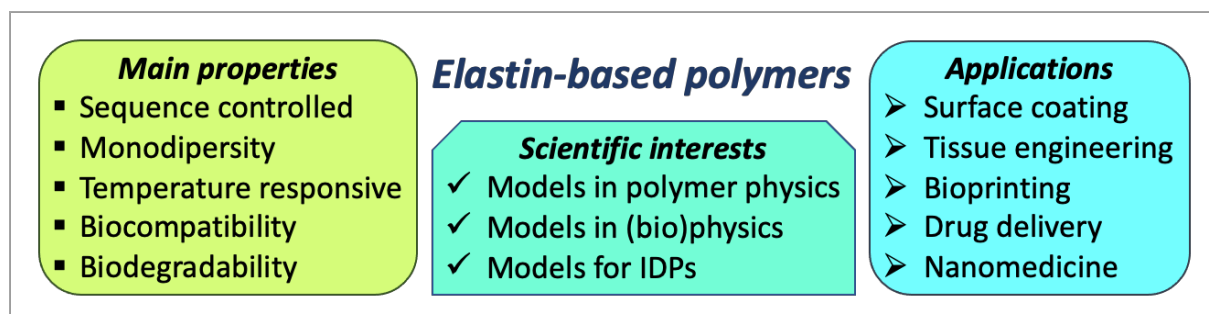 Main properties
▪ Sequence controlled
▪ Monodipersity
▪ Temperature responsive
▪ Biocompatibility
▪ Biodegradability
Elastin-based polymers
Scientific interests
✓ Models in polymer physics
✓ Models in (bio)physics
✓ Models for IDPs
Applications
➢ Surface coating
➢ Tissue engineering
➢ Bioprinting
➢ Drug delivery
➢ Nanomedicine